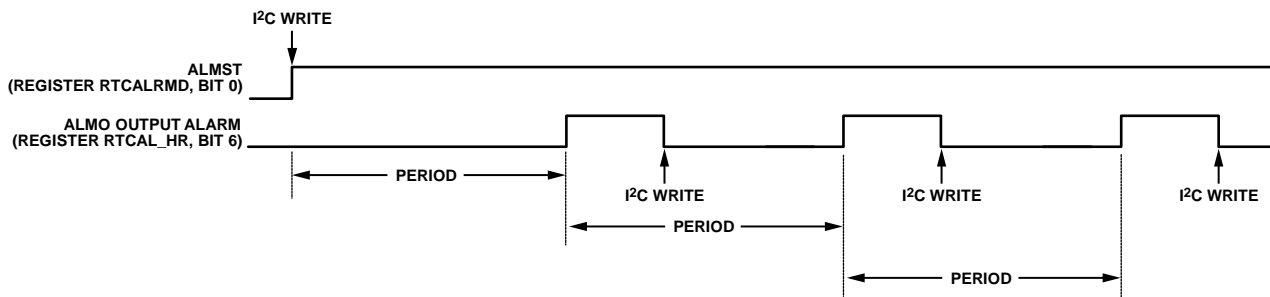 I²C WRITE
ALMST
(REGISTER RTCALRMD, BIT 0)
ALMO OUTPUT ALARM
(REGISTER RTCAL_HR, BIT 6)
PERIOD
I²C WRITE
I²C WRITE
I²C WRITE
PERIOD
PERIOD